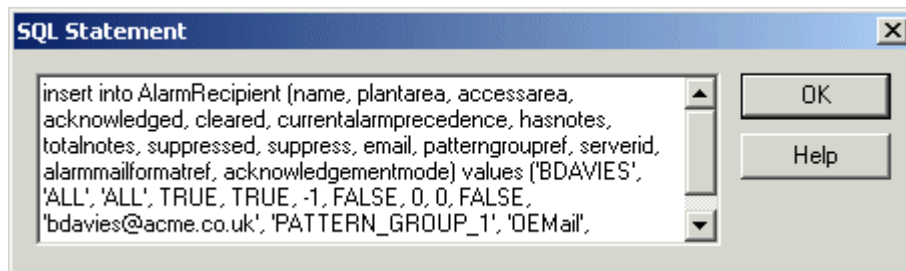 SQL Statement
insert into AlarmRecipient (name, plantarea, accessarea,
acknowledged, cleared, currentalarmprecedence, hasnotes,
totalnotes, suppressed, suppress, email, patterngroupref, serverid,
alarmmailformatref, acknowledgementmode) values ('BDAVIES',
'ALL', 'ALL', TRUE, TRUE, -1, FALSE, 0, 0, FALSE,
'bdavies@acme.co.uk', 'PATTERN_GROUP_1', 'OEMail',
OK
Help